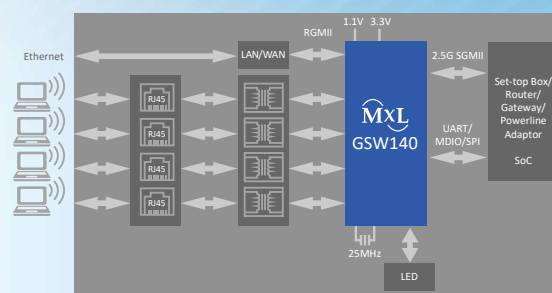 1.1V 3.3V
RGMII
Ethernet
LAN/WAN
2.5G SGMII
RJ45
RJ45
RJ45
RJ45
MxL
GSW140
UART/
MDIO/SPI
Set-top Box/
Router/
Gateway/
Powerline
Adaptor
SoC
25MHz
LED